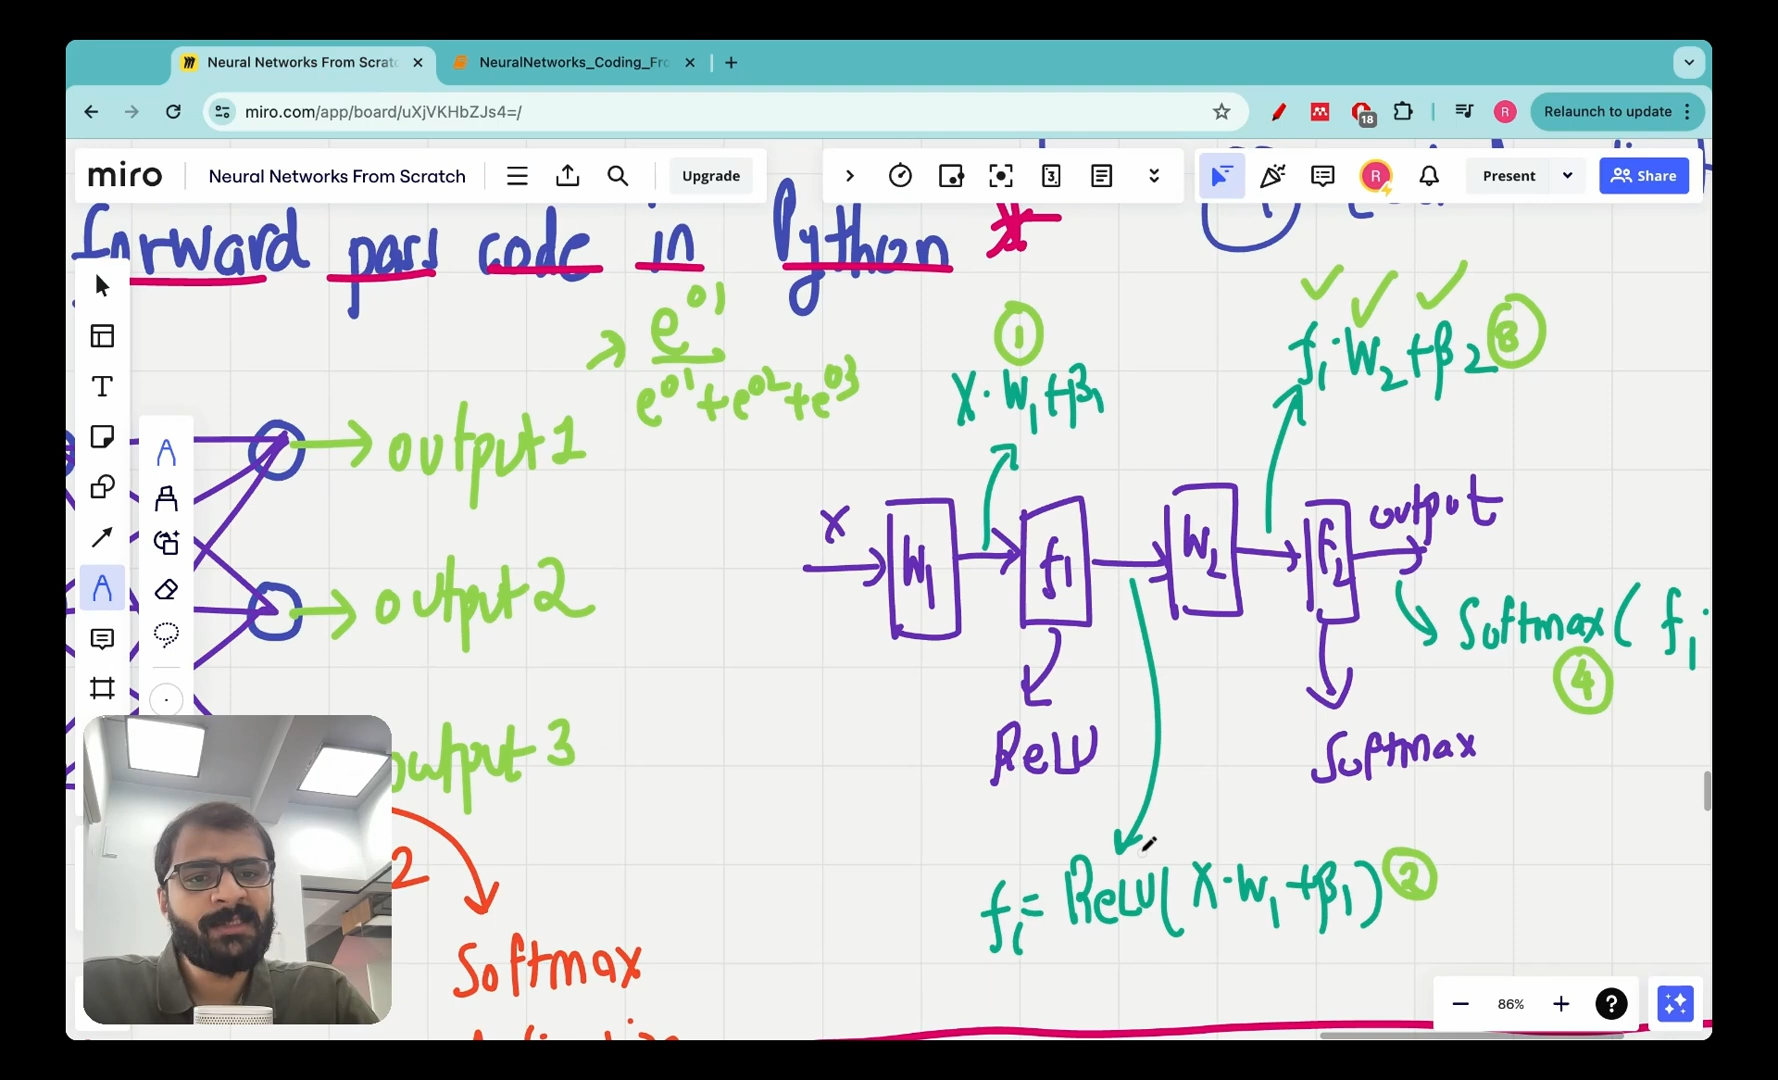 Neural Networks From Scrat
NeuralNetworks_Coding_Fro
miro.com/app/board/uXjVKHbZJs4=/
18
R
Relaunch to update
miro
Neural Networks From Scratch
Upgrade
3
R
Present
Share
forward pass code in Python
e^o1
e^o1+e^o2+e^o3
①
X·W1+β1
f1·W2+β2
output 1
output 2
output 3
X
W1
f1
W2
f2
output
Softmax( f1·
④
ReLU
Softmax
f1= ReLU( X·W1+β1) ②
2
Softmax
T
86%
?